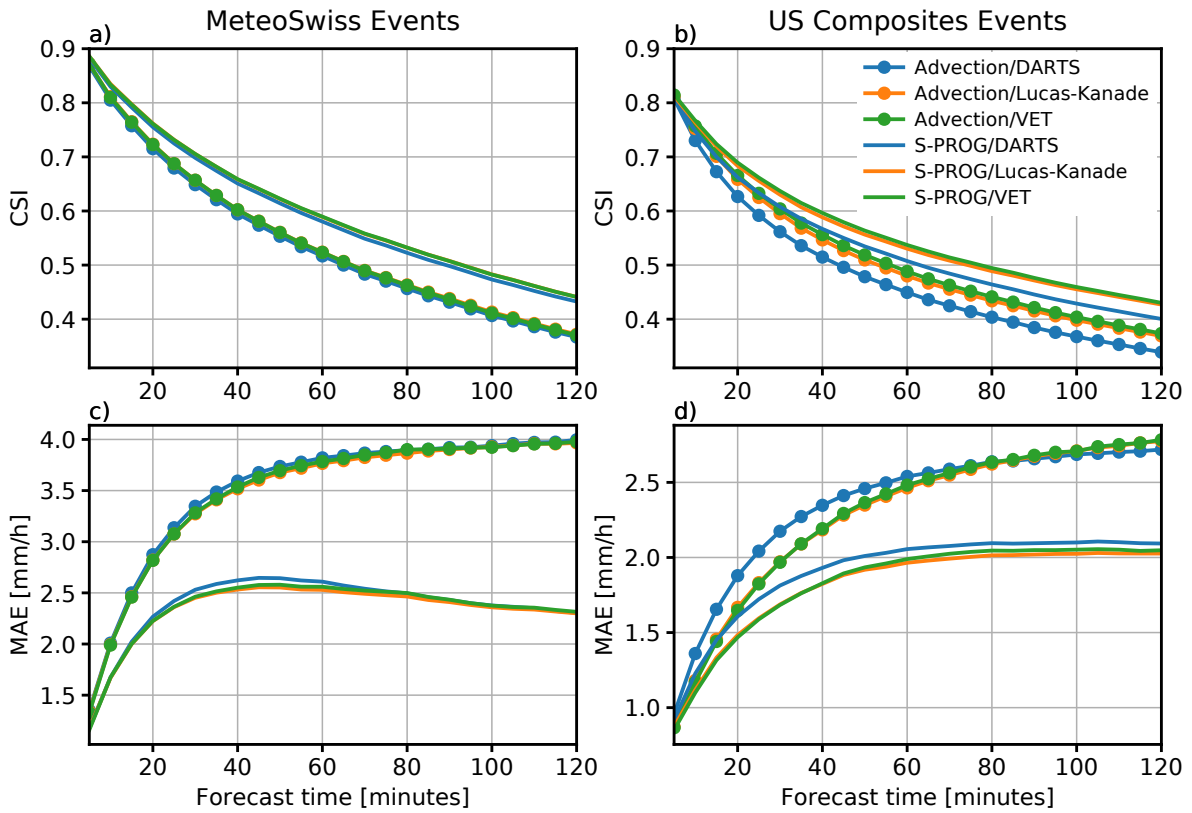 MeteoSwiss Events
US Composites Events
a)
b)
0.9
0.8
0.7
0.6
0.5
0.4
CSI
20 40 60 80 100 120
0.9
0.8
0.7
0.6
0.5
0.4
CSI
20 40 60 80 100 120
Advection/DARTS
Advection/Lucas-Kanade
Advection/VET
S-PROG/DARTS
S-PROG/Lucas-Kanade
S-PROG/VET
c)
d)
4.0
3.5
3.0
2.5
2.0
1.5
MAE [mm/h]
20 40 60 80 100 120
Forecast time [minutes]
2.5
2.0
1.5
1.0
MAE [mm/h]
20 40 60 80 100 120
Forecast time [minutes]